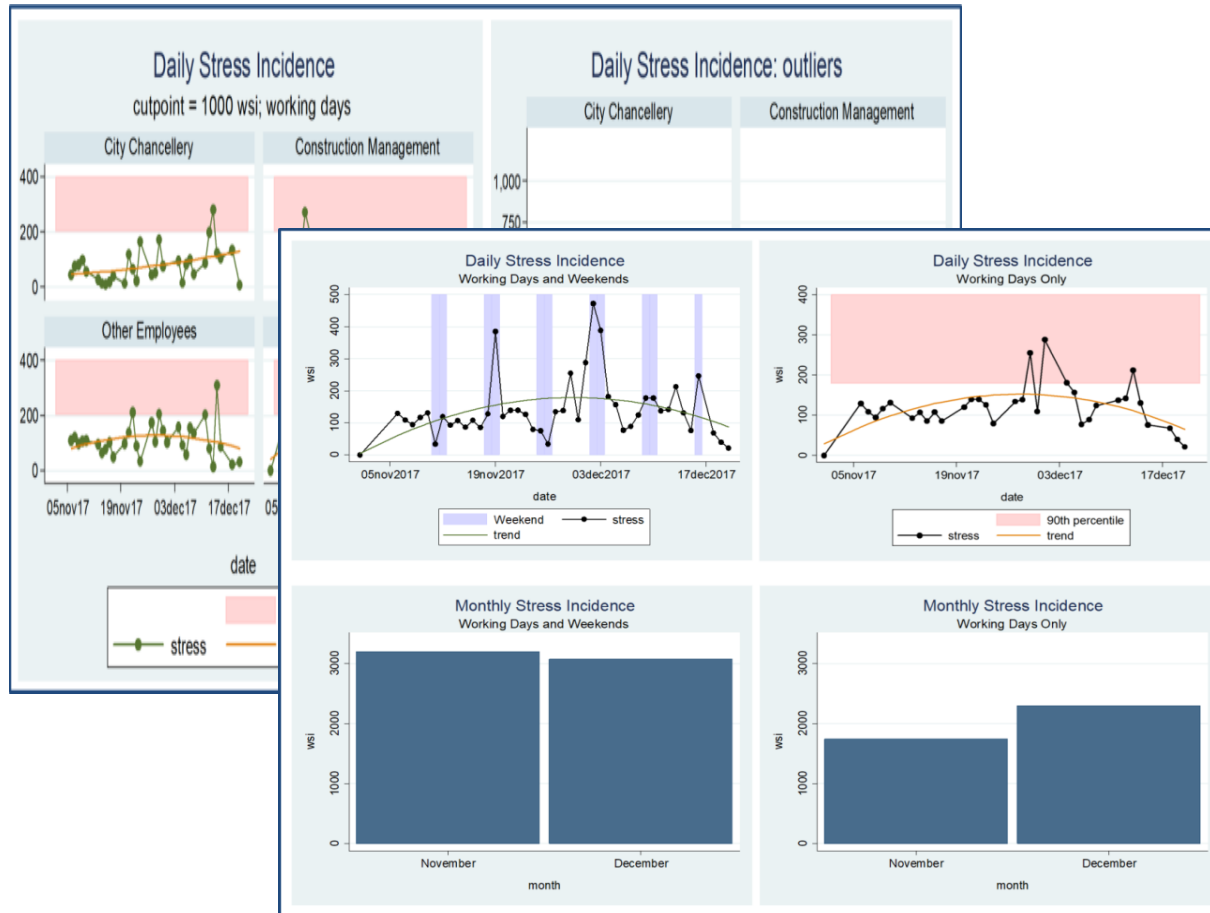 Daily Stress Incidence
cutpoint = 1000 wsi; working days
City Chancellery
Construction Management
400
200
0
Other Employees
400
200
0
05nov17 19nov17 03dec17 17dec17
date
stress
Daily Stress Incidence: outliers
City Chancellery
Construction Management
1,000
750
Daily Stress Incidence
Working Days and Weekends
wsi
500
400
300
200
100
0
05nov2017 19nov2017 03dec2017 17dec2017
date
Weekend stress
trend
Daily Stress Incidence
Working Days Only
wsi
400
300
200
100
0
05nov17 19nov17 03dec17 17dec17
date
90th percentile
stress trend
Monthly Stress Incidence
Working Days and Weekends
wsi
3000
2000
1000
0
November December
month
Monthly Stress Incidence
Working Days Only
wsi
3000
2000
1000
0
November December
month